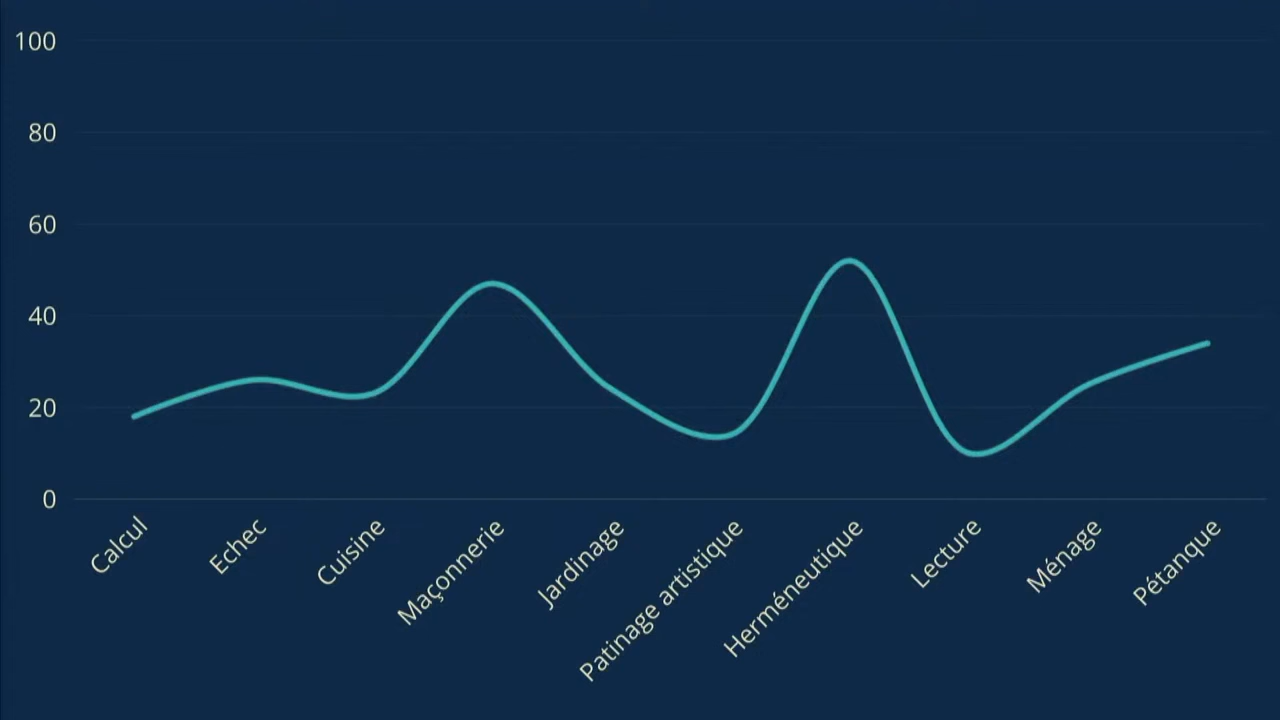 100
80
60
40
20
0
Calcul
Echec
Cuisine
Maçonnerie
Jardinage
Patinage artistique
Herméneutique
Lecture
Ménage
Pétanque